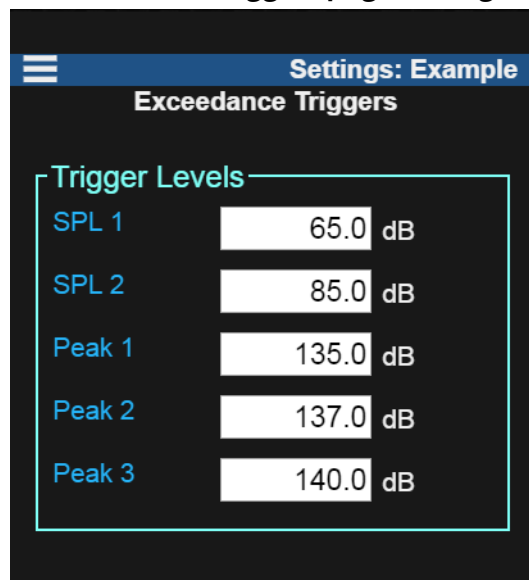 Settings: Example
Exceedance Triggers
Trigger Levels
SPL 1 65.0 dB
SPL 2 85.0 dB
Peak 1 135.0 dB
Peak 2 137.0 dB
Peak 3 140.0 dB